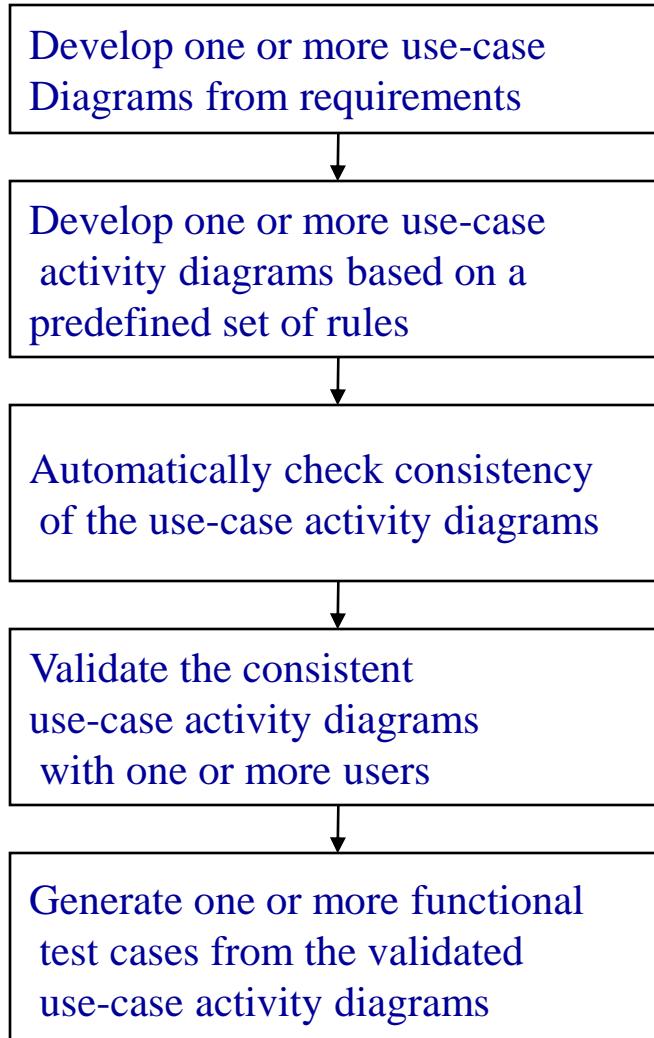 Develop one or more use-case
Diagrams from requirements
Develop one or more use-case
activity diagrams based on a
predefined set of rules
Automatically check consistency
of the use-case activity diagrams
Validate the consistent
use-case activity diagrams
with one or more users
Generate one or more functional
test cases from the validated
use-case activity diagrams